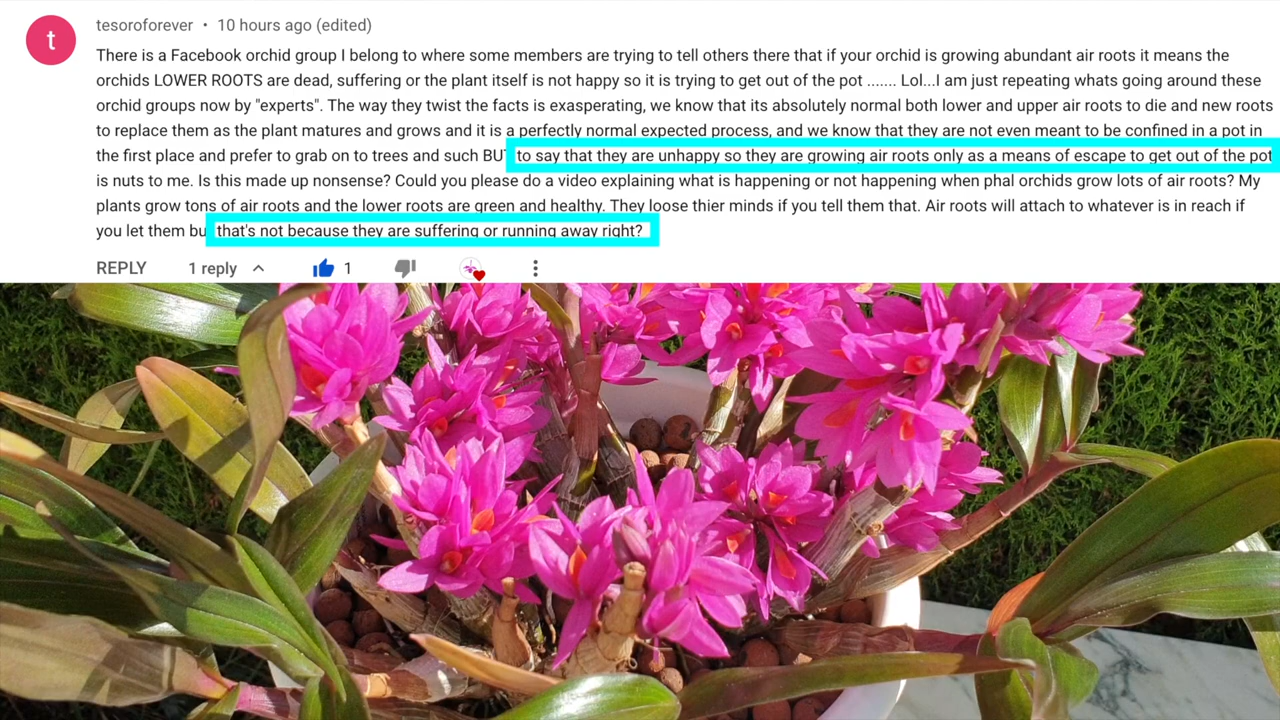 t
tesoroforever • 10 hours ago (edited)
There is a Facebook orchid group I belong to where some members are trying to tell others there that if your orchid is growing abundant air roots it means the
orchids LOWER ROOTS are dead, suffering or the plant itself is not happy so it is trying to get out of the pot ....... Lol...I am just repeating whats going around these
orchid groups now by "experts". The way they twist the facts is exasperating, we know that its absolutely normal both lower and upper air roots to die and new roots
to replace them as the plant matures and grows and it is a perfectly normal expected process, and we know that they are not even meant to be confined in a pot in
the first place and prefer to grab on to trees and such BUT to say that they are unhappy so they are growing air roots only as a means of escape to get out of the pot
is nuts to me. Is this made up nonsense? Could you please do a video explaining what is happening or not happening when phal orchids grow lots of air roots? My
plants grow tons of air roots and the lower roots are green and healthy. They loose thier minds if you tell them that. Air roots will attach to whatever is in reach if
you let them bu that's not because they are suffering or running away right?
REPLY 1 reply 1